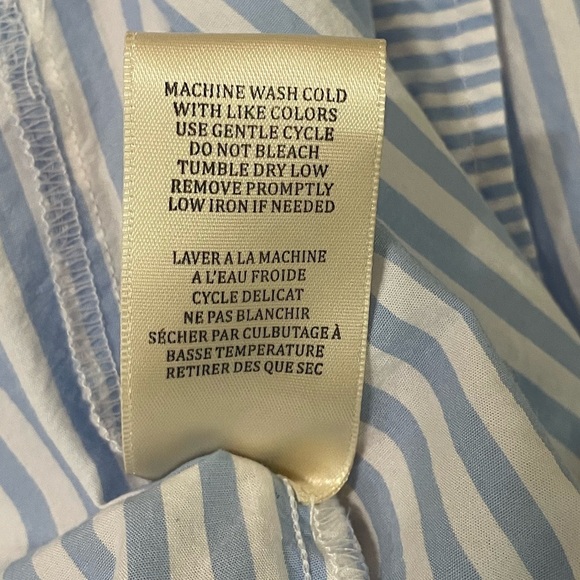 MACHINE WASH COLD
WITH LIKE COLORS
USE GENTLE CYCLE
DO NOT BLEACH
TUMBLE DRY LOW
REMOVE PROMPTLY
LOW IRON IF NEEDED
LAVER A LA MACHINE
A L'EAU FROIDE
CYCLE DELICAT
NE PAS BLANCHIR
SÉCHER PAR CULBUTAGE À
BASSE TEMPERATURE
RETIRER DES QUE SEC